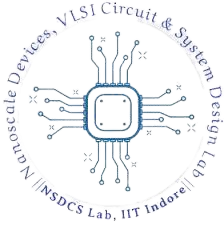 Nanoscale Devices, VLSI Circuit & System Design Lab
||NSDCS Lab, IIT Indore||